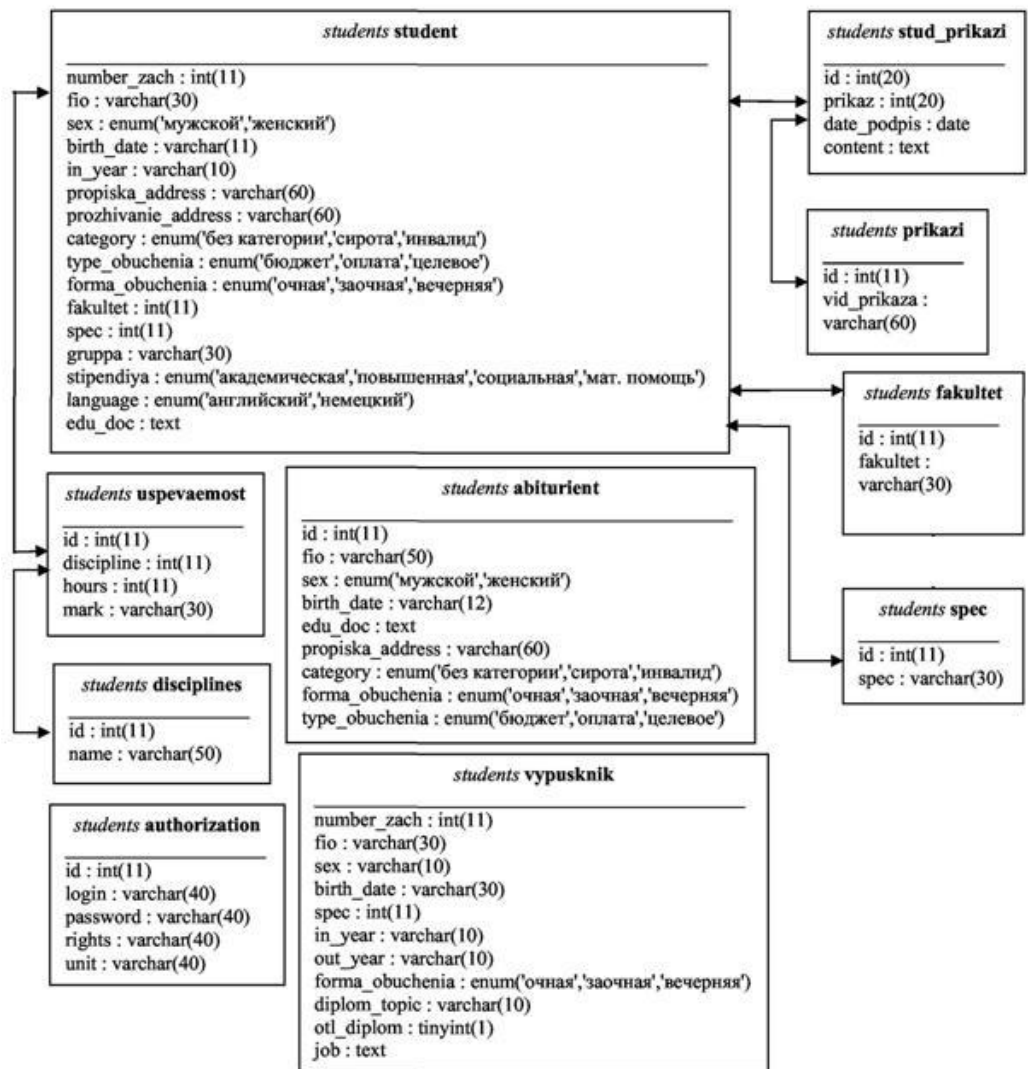 students student
number_zach : int(11)
fio : varchar(30)
sex : enum('мужской','женский')
birth_date : varchar(11)
in_year : varchar(10)
propiska_address : varchar(60)
prozhivanie_address : varchar(60)
category : enum('без категории','сирота','инвалид')
type_obuchenia : enum('бюджет','оплата','целевое')
forma_obuchenia : enum('очная','заочная','вечерняя')
fakultet : int(11)
spec : int(11)
gruppa : varchar(30)
stipendiya : enum('академическая','повышенная','социальная','мат. помощь')
language : enum('английский','немецкий')
edu_doc : text
students stud_prikazi
id : int(20)
prikaz : int(20)
date_podpis : date
content : text
students prikazi
id : int(11)
vid_prikaza :
varchar(60)
students fakultet
id : int(11)
fakultet :
varchar(30)
students uspevaemost
id : int(11)
discipline : int(11)
hours : int(11)
mark : varchar(30)
students abiturient
id : int(11)
fio : varchar(50)
sex : enum('мужской','женский')
birth_date : varchar(12)
edu_doc : text
propiska_address : varchar(60)
category : enum('без категории','сирота','инвалид')
forma_obuchenia : enum('очная','заочная','вечерняя')
type_obuchenia : enum('бюджет','оплата','целевое')
students spec
id : int(11)
spec : varchar(30)
students disciplines
id : int(11)
name : varchar(50)
students vypusknik
number_zach : int(11)
fio : varchar(30)
sex : varchar(10)
birth_date : varchar(30)
spec : int(11)
in_year : varchar(10)
out_year : varchar(10)
forma_obuchenia : enum('очная','заочная','вечерняя')
diplom_topic : varchar(10)
otl_diplom : tinyint(1)
job : text
students authorization
id : int(11)
login : varchar(40)
password : varchar(40)
rights : varchar(40)
unit : varchar(40)